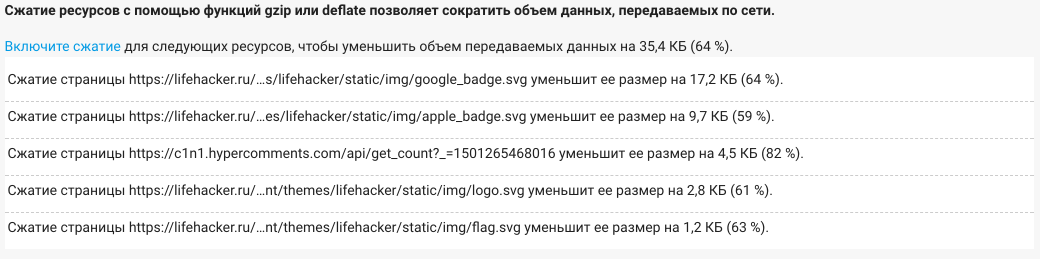 Сжатие ресурсов с помощью функций gzip или deflate позволяет сократить объем данных, передаваемых по сети.
Включите сжатие для следующих ресурсов, чтобы уменьшить объем передаваемых данных на 35,4 КБ (64 %).
Сжатие страницы https://lifehacker.ru/…s/lifehacker/static/img/google_badge.svg уменьшит ее размер на 17,2 КБ (64 %).
Сжатие страницы https://lifehacker.ru/…es/lifehacker/static/img/apple_badge.svg уменьшит ее размер на 9,7 КБ (59 %).
Сжатие страницы https://c1n1.hypercomments.com/api/get_count?_=1501265468016 уменьшит ее размер на 4,5 КБ (82 %).
Сжатие страницы https://lifehacker.ru/…nt/themes/lifehacker/static/img/logo.svg уменьшит ее размер на 2,8 КБ (61 %).
Сжатие страницы https://lifehacker.ru/…nt/themes/lifehacker/static/img/flag.svg уменьшит ее размер на 1,2 КБ (63 %).